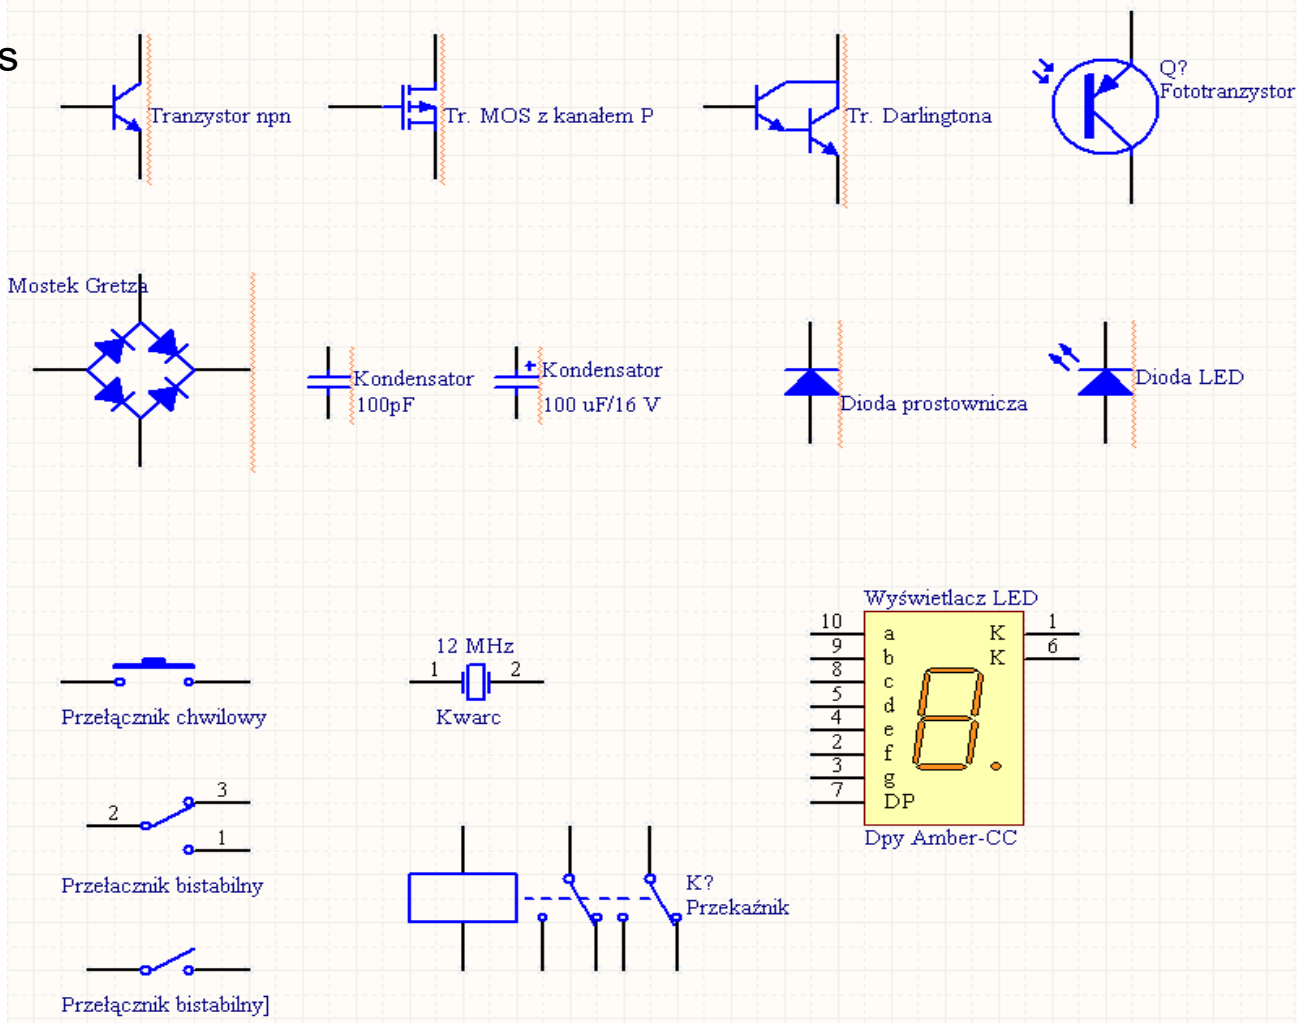 s
Tranzystor npn
Tr. MOS z kanałem P
Tr. Darlingtona
Q?
Fototranzystor
Mostek Gretza
Kondensator
100pF
+
Kondensator
100 uF/16 V
Dioda prostownicza
Dioda LED
Przełącznik chwilowy
12 MHz
1 2
Kwarc
Wyświetlacz LED
10 a K 1
9 b K 6
8 c
5 d
4 e
2 f
3 g
7 DP
Dpy Amber-CC
3
2
1
Przełacznik bistabilny
K?
Przekaźnik
Przełącznik bistabilny]